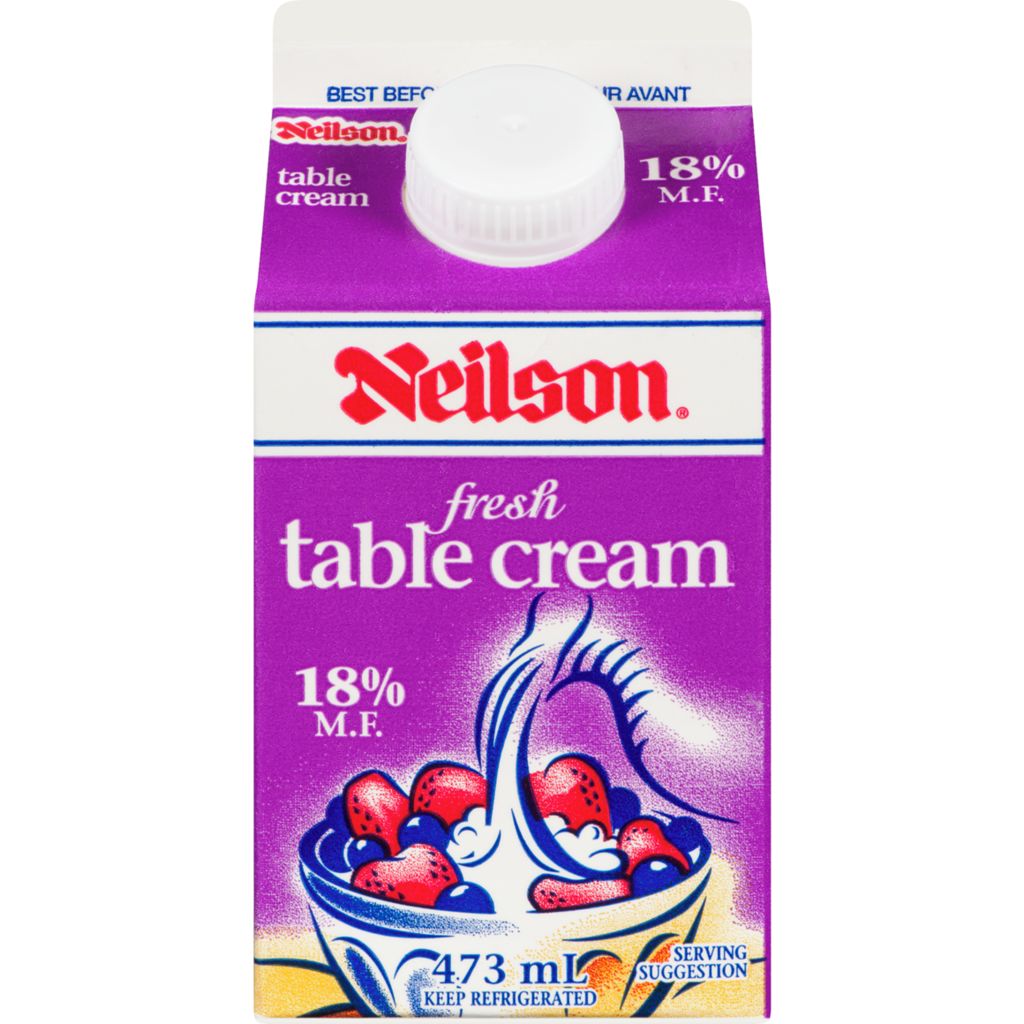 BEST BEFO UR AVANT
Neilson®
table
cream
18%
M.F.
Neilson®
fresh
table cream
18%
M.F.
473 mL
KEEP REFRIGERATED
SERVING
SUGGESTION